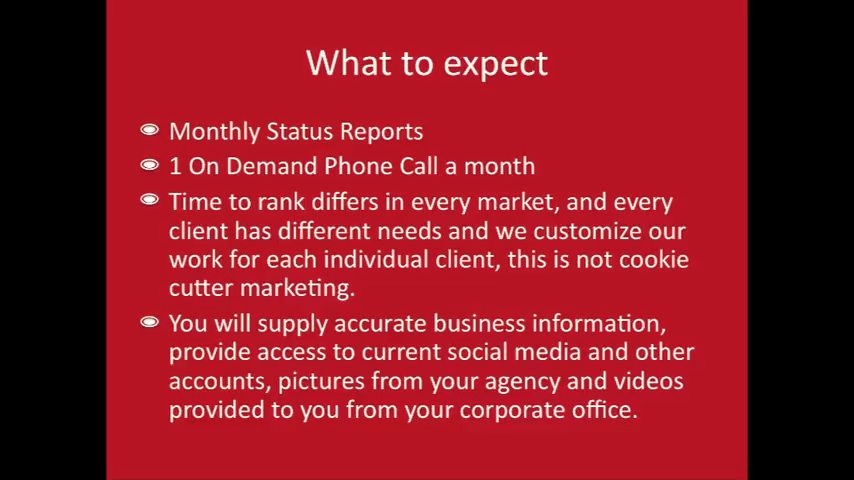 What to expect
Monthly Status Reports
1 On Demand Phone Call a month
Time to rank differs in every market, and every
client has different needs and we customize our
work for each individual client, this is not cookie
cutter marketing.
You will supply accurate business information,
provide access to current social media and other
accounts, pictures from your agency and videos
provided to you from your corporate office.